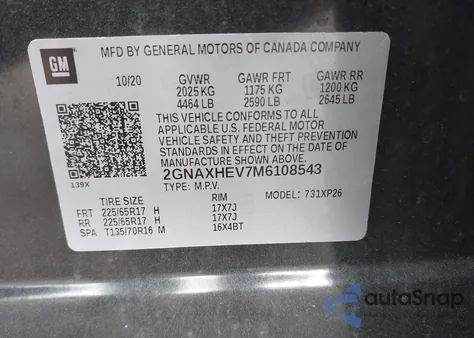 GM
MFD BY GENERAL MOTORS OF CANADA COMPANY
10/20 GVWR GAWR FRT GAWR RR
2025 KG 1175 KG 1200 KG
4464 LB 2590 LB 2645 LB
THIS VEHICLE CONFORMS TO ALL
APPLICABLE U.S. FEDERAL MOTOR
VEHICLE SAFETY AND THEFT PREVENTION
STANDARDS IN EFFECT ON THE DATE OF
MANUFACTURE SHOWN ABOVE.
139X
2GNAXHEV7M6108543
TYPE: M.P.V. MODEL: 731XP26
TIRE SIZE RIM
FRT 225/65R17 H 17X7J
RR 225/65R17 H 17X7J
SPA T135/70R16 M 16X4BT
autoSnap